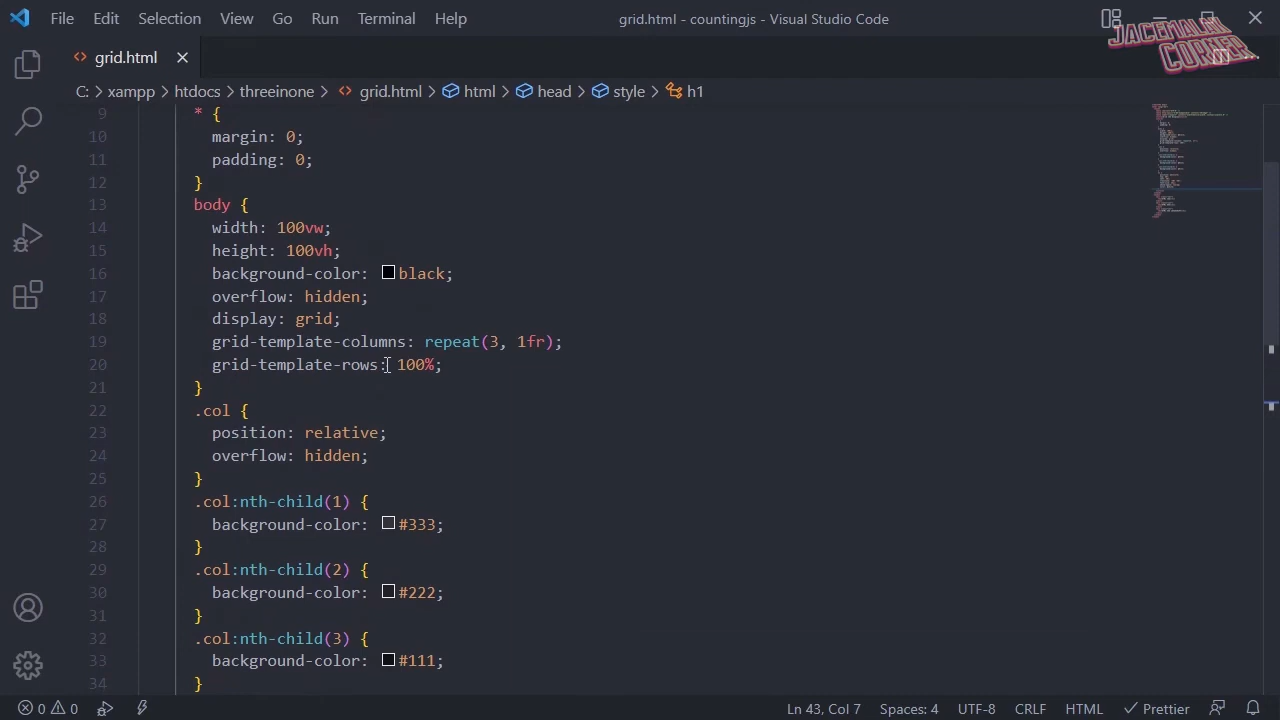 File Edit Selection View Go Run Terminal Help grid.html - countingjs - Visual Studio Code
JACEMALNI CORNER
grid.html
C: > xampp > htdocs > threeinone > grid.html > html > head > style > h1
9 * {
10 margin: 0;
11 padding: 0;
12 }
13 body {
14 width: 100vw;
15 height: 100vh;
16 background-color: black;
17 overflow: hidden;
18 display: grid;
19 grid-template-columns: repeat(3, 1fr);
20 grid-template-rows: 100%;
21 }
22 .col {
23 position: relative;
24 overflow: hidden;
25 }
26 .col:nth-child(1) {
27 background-color: #333;
28 }
29 .col:nth-child(2) {
30 background-color: #222;
31 }
32 .col:nth-child(3) {
33 background-color: #111;
34 }
0 0 Ln 43, Col 7 Spaces: 4 UTF-8 CRLF HTML Prettier